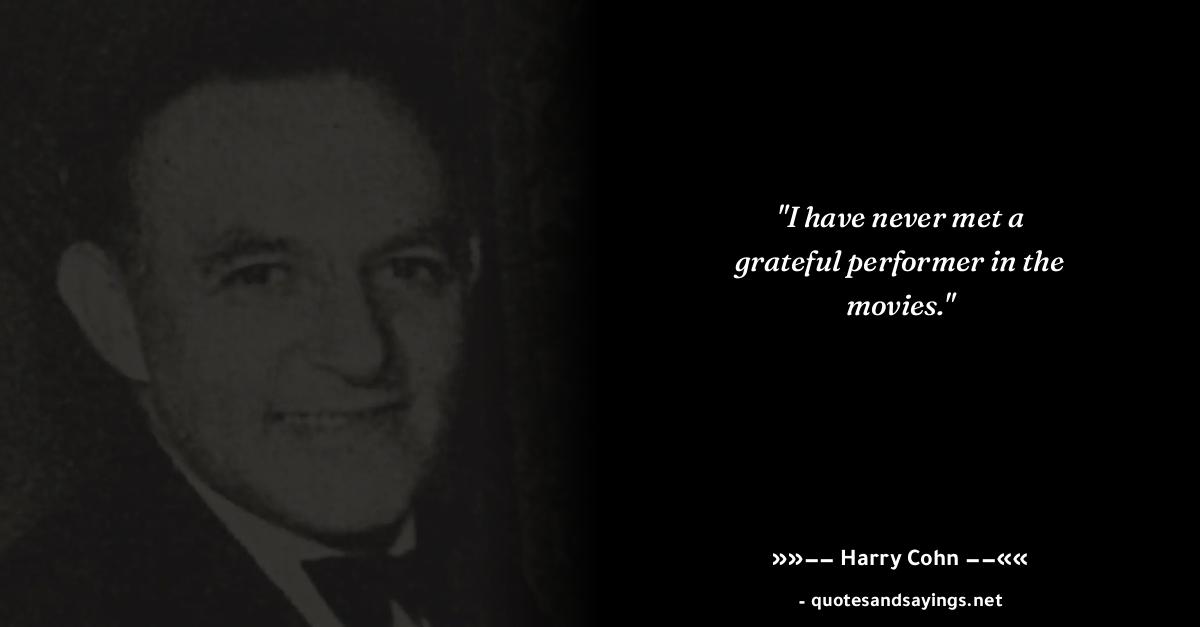 "I have never met a
grateful performer in the
movies."
»»−− Harry Cohn −−««
- quotesandsayings.net